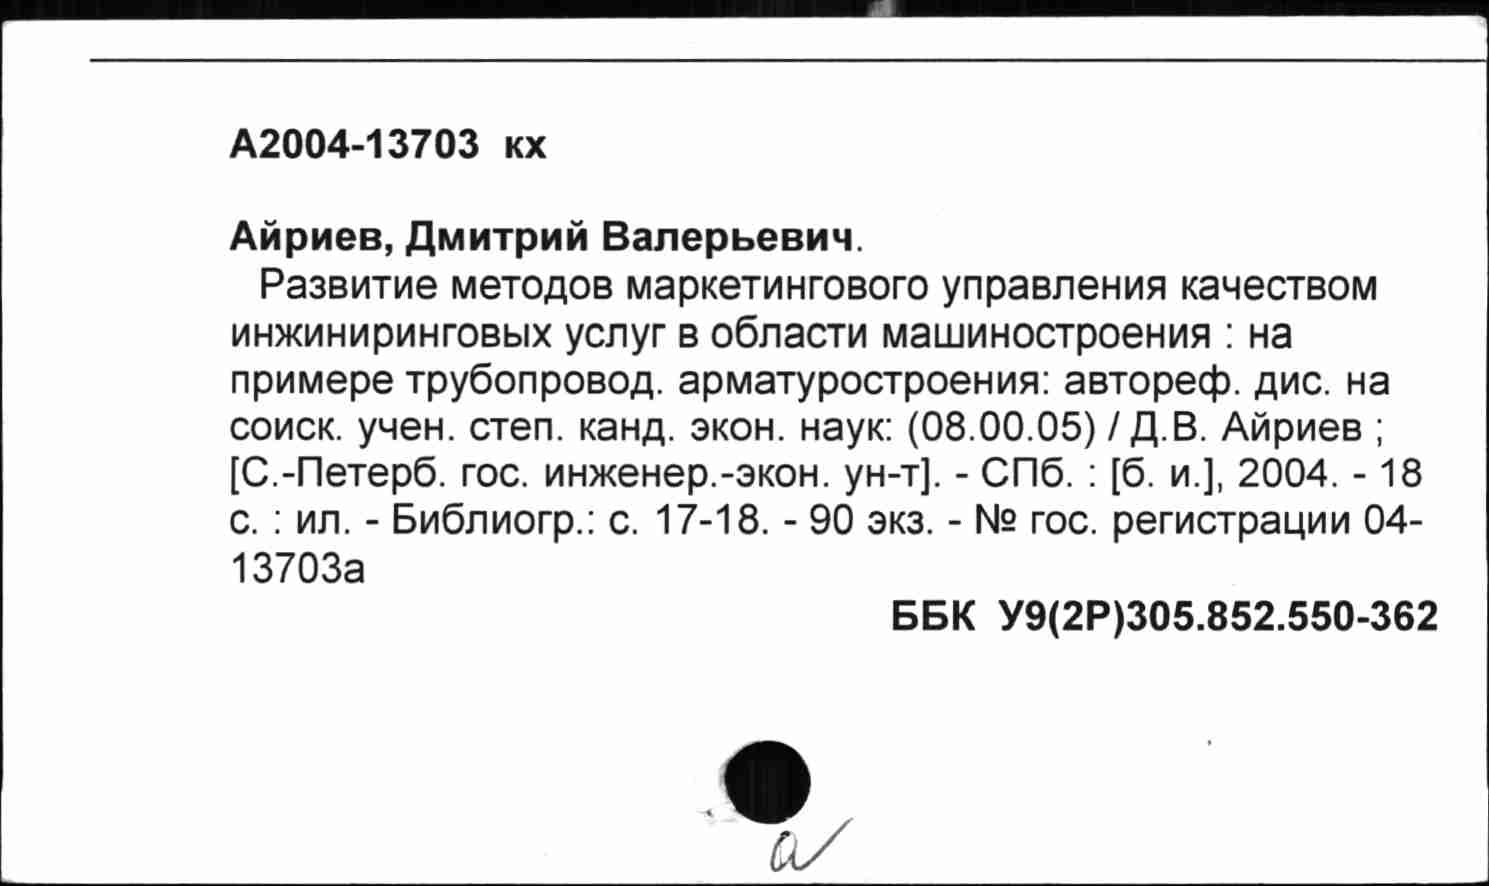 А2004-13703 кх
Айриев, Дмитрий Валерьевич.
Развитие методов маркетингового управления качеством
инжиниринговых услуг в области машиностроения : на
примере трубопровод. арматуростроения: автореф. дис. на
соиск. учен. степ. канд. экон. наук: (08.00.05) / Д.В. Айриев ;
[С.-Петерб. гос. инженер.-экон. ун-т]. - СПб. : [б. и.], 2004. - 18
с. : ил. - Библиогр.: с. 17-18. - 90 экз. - № гос. регистрации 04-
13703а
ББК У9(2Р)305.852.550-362
а